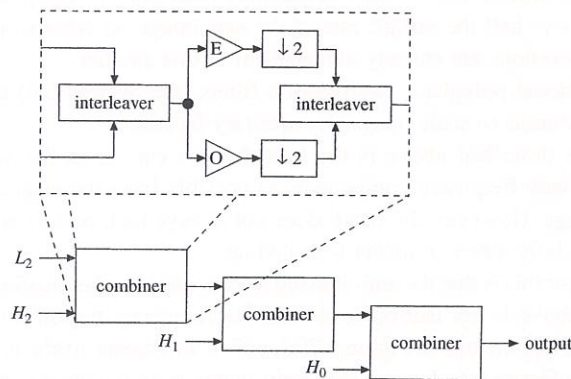 E
↓ 2
interleaver
interleaver
O
↓ 2
L2
combiner
H2
combiner
H1
combiner
output
H0